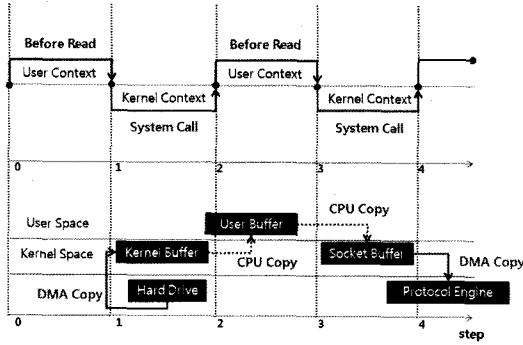 Before Read
Before Read
User Context
User Context
Kernel Context
Kernel Context
System Call
System Call
0 1 2 3 4
CPU Copy
User Space
User Buffer
Kernel Space
Kernel Buffer
Socket Buffer
CPU Copy
DMA Copy
DMA Copy
Hard Drive
Protocol Engine
0 1 2 3 4
step